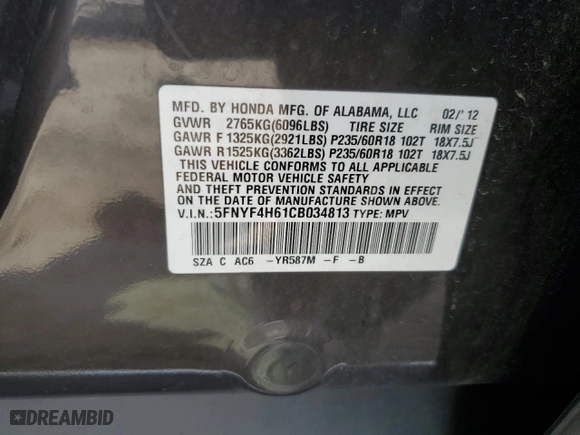 MFD. BY HONDA MFG. OF ALABAMA, LLC 02/'12
GVWR 2765KG(6096LBS) TIRE SIZE RIM SIZE
GAWR F 1325KG(2921LBS) P235/60R18 102T 18X7.5J
GAWR R1525KG(3362LBS) P235/60R18 102T 18X7.5J
THIS VEHICLE CONFORMS TO ALL APPLICABLE
FEDERAL MOTOR VEHICLE SAFETY
AND THEFT PREVENTION STANDARDS IN EFFECT
ON THE DATE OF MANUFACTURE SHOWN ABOVE.
V.I.N.:5FNYF4H61CB034813 TYPE: MPV
SZA C AC6 -YR587M -F -B
DREAMBID